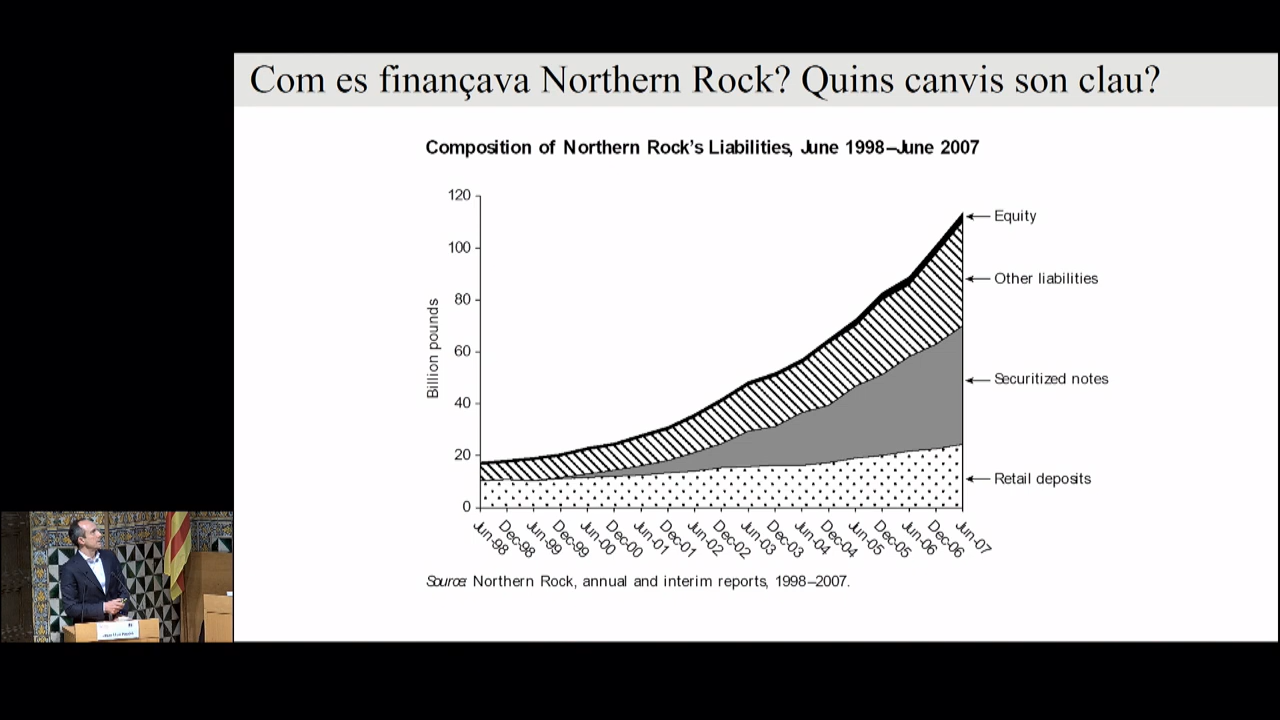 Com es finançava Northern Rock? Quins canvis son clau?
Composition of Northern Rock's Liabilities, June 1998–June 2007
120
100
80
60
40
20
0
Billion pounds
Equity
Other liabilities
Securitized notes
Retail deposits
Jun-98
Dec-98
Jun-99
Dec-99
Jun-00
Dec-00
Jun-01
Dec-01
Jun-02
Dec-02
Jun-03
Dec-03
Jun-04
Dec-04
Jun-05
Dec-05
Jun-06
Dec-06
Jun-07
Source: Northern Rock, annual and interim reports, 1998–2007.